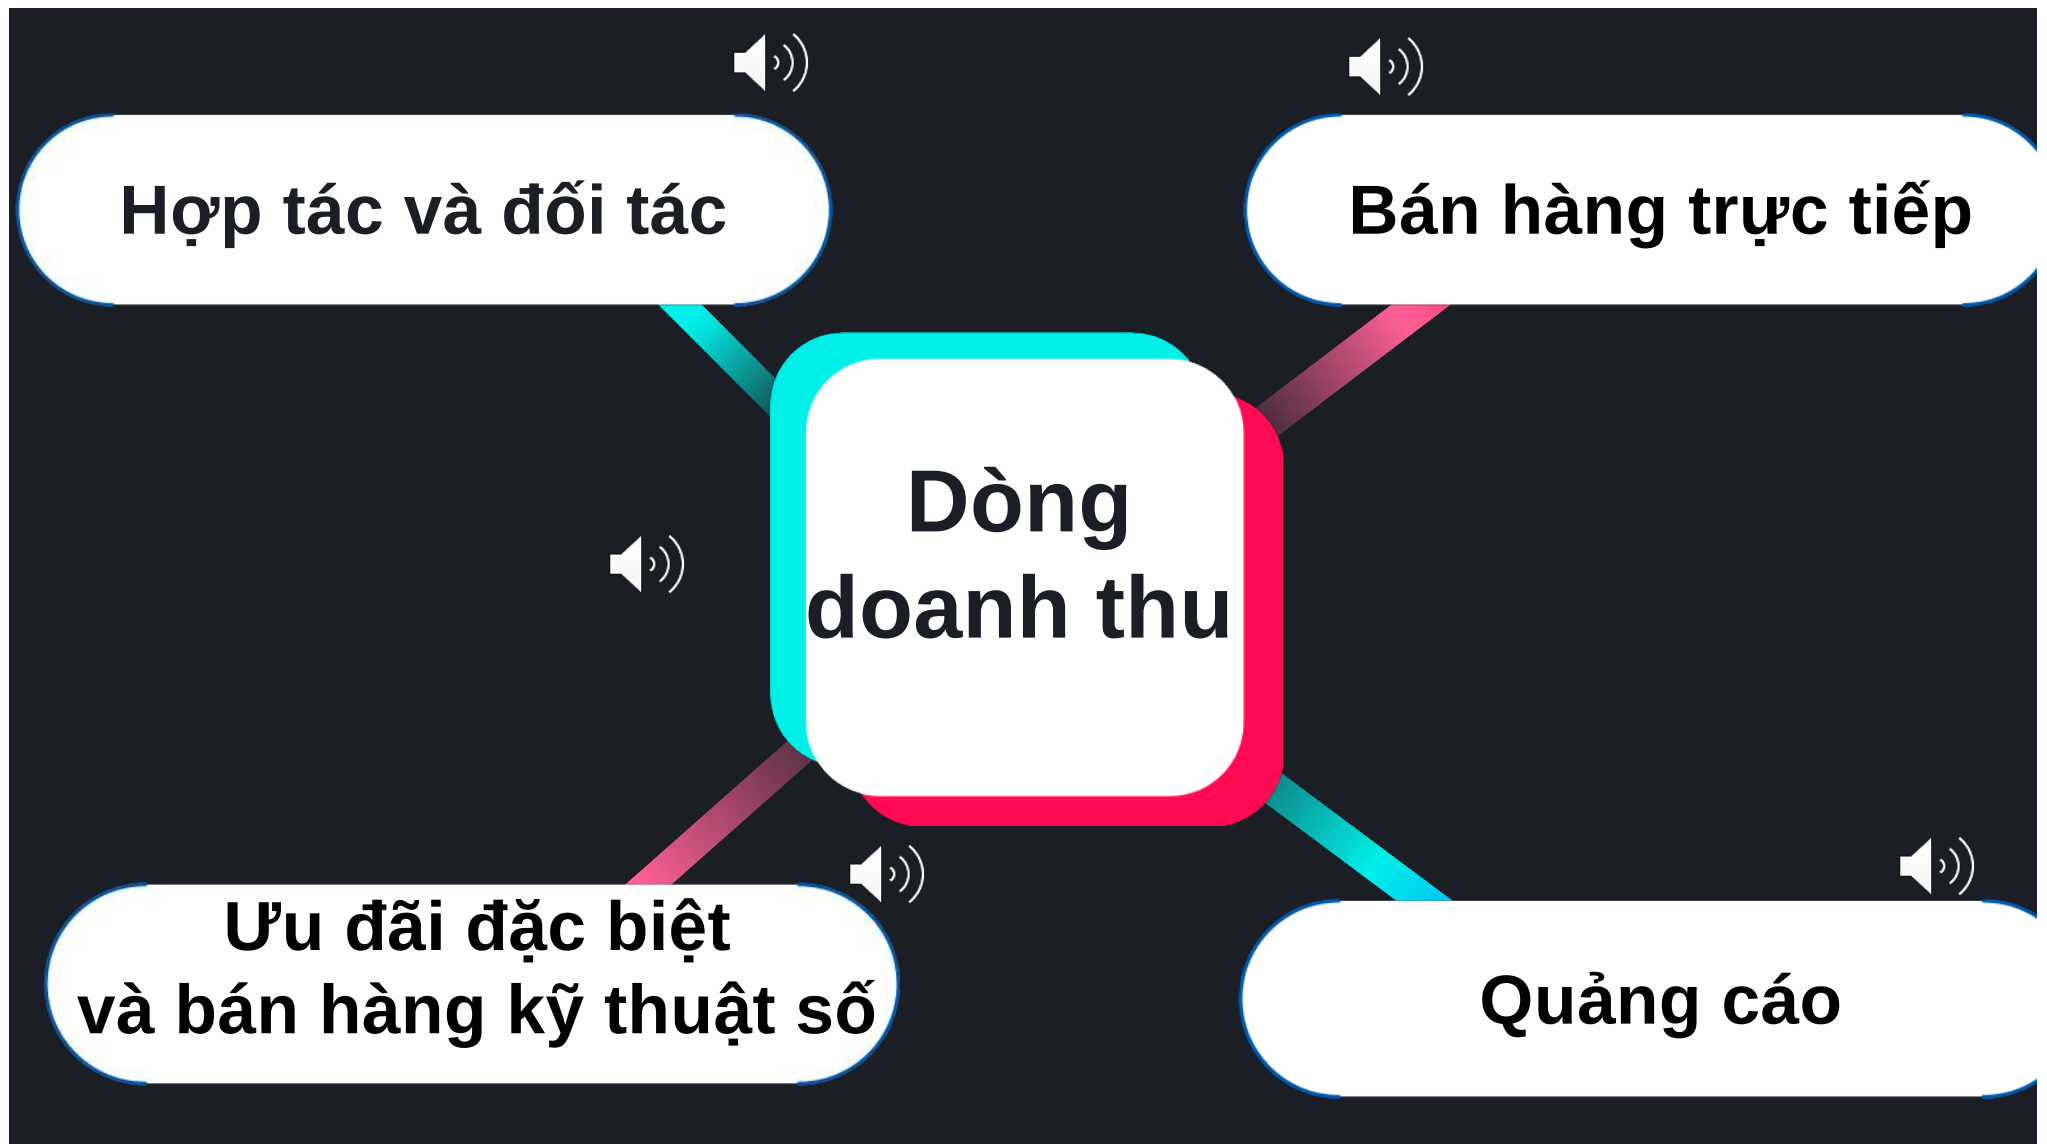 Hợp tác và đối tác
Bán hàng trực tiếp
Dòng
doanh thu
Ưu đãi đặc biệt
và bán hàng kỹ thuật số
Quảng cáo